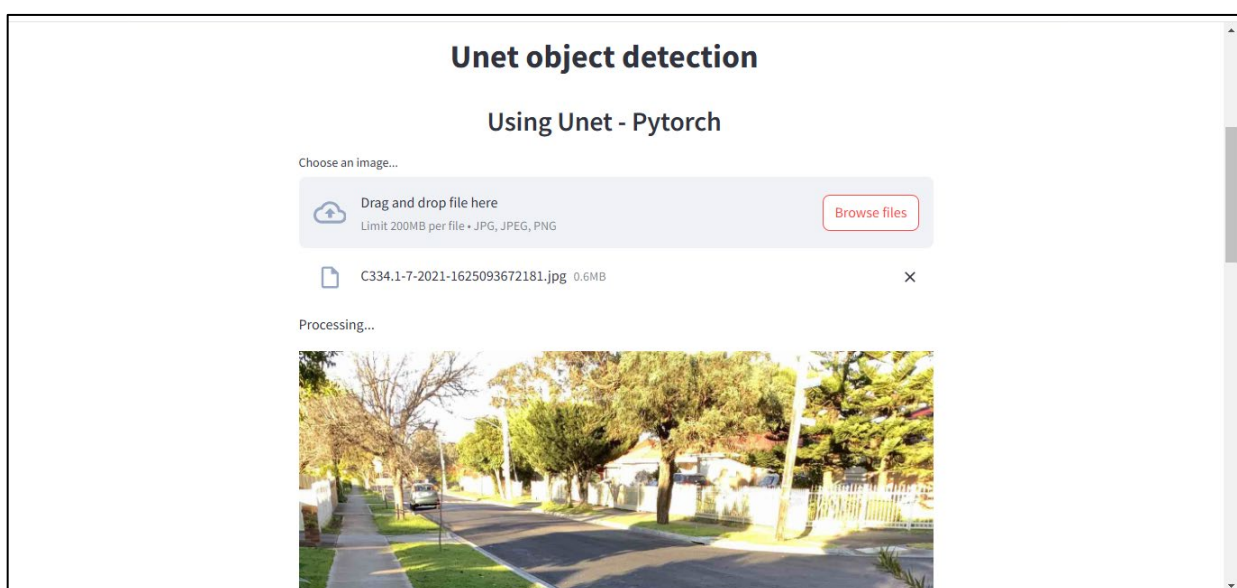 Unet object detection
Using Unet - Pytorch
Choose an image...
Drag and drop file here
Limit 200MB per file • JPG, JPEG, PNG
Browse files
C334.1-7-2021-1625093672181.jpg 0.6MB
Processing...